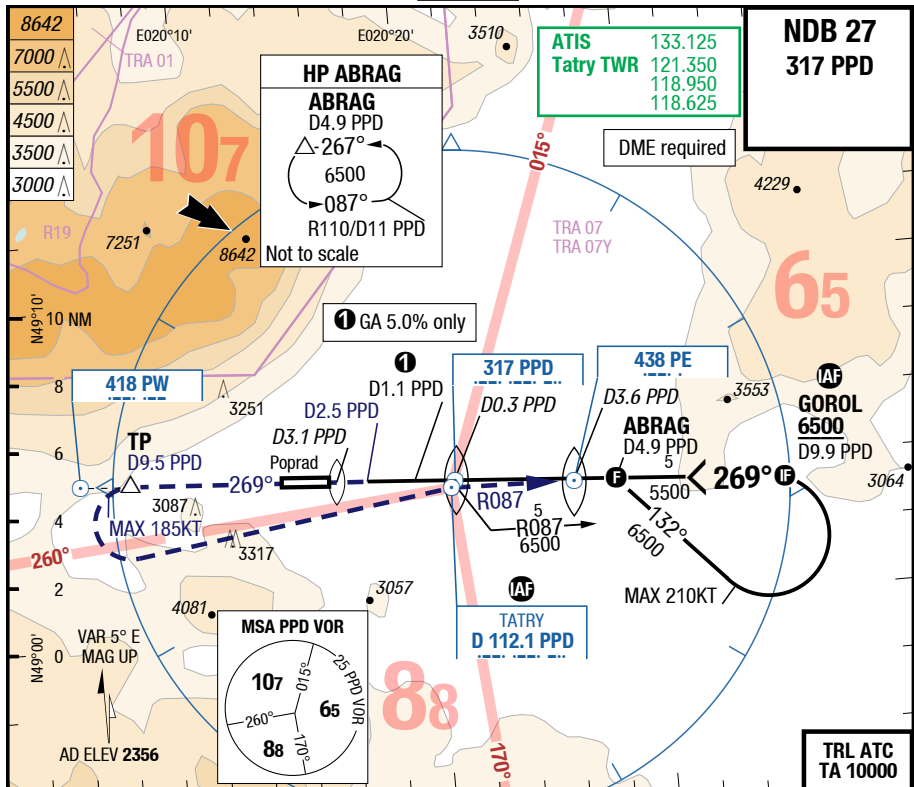 8642
7000
5500
4500
3500
3000
E020°10'
E020°20'
TRA 01
3510
ATIS 133.125
Tatry TWR 121.350
118.950
118.625
NDB 27
317 PPD
HP ABRAG
ABRAG
D4.9 PPD
267°
6500
087°
R110/D11 PPD
Not to scale
107
015°
DME required
4229
R19
7251
8642
TRA 07
TRA 07Y
65
N49°10'
10 NM
1 GA 5.0% only
1
D1.1 PPD
317 PPD
438 PE
8
418 PW
3251
D2.5 PPD
D0.3 PPD
D3.6 PPD
3553
IAF
GOROL
6500
D9.9 PPD
ABRAG
D4.9 PPD
6
TP
D9.5 PPD
D3.1 PPD
Poprad
5
5500
269°
F
269°
IF
3064
3087
MAX 185KT
4
R087
5
R087
6500
132°
6500
260°
3317
2
3057
IAF
MAX 210KT
4081
TATRY
D 112.1 PPD
MSA PPD VOR
107
015°
25 PPD VOR
65
260°
88
170°
VAR 5° E
MAG UP
N49°00'
0
88
AD ELEV 2356
170°
TRL ATC
TA 10000